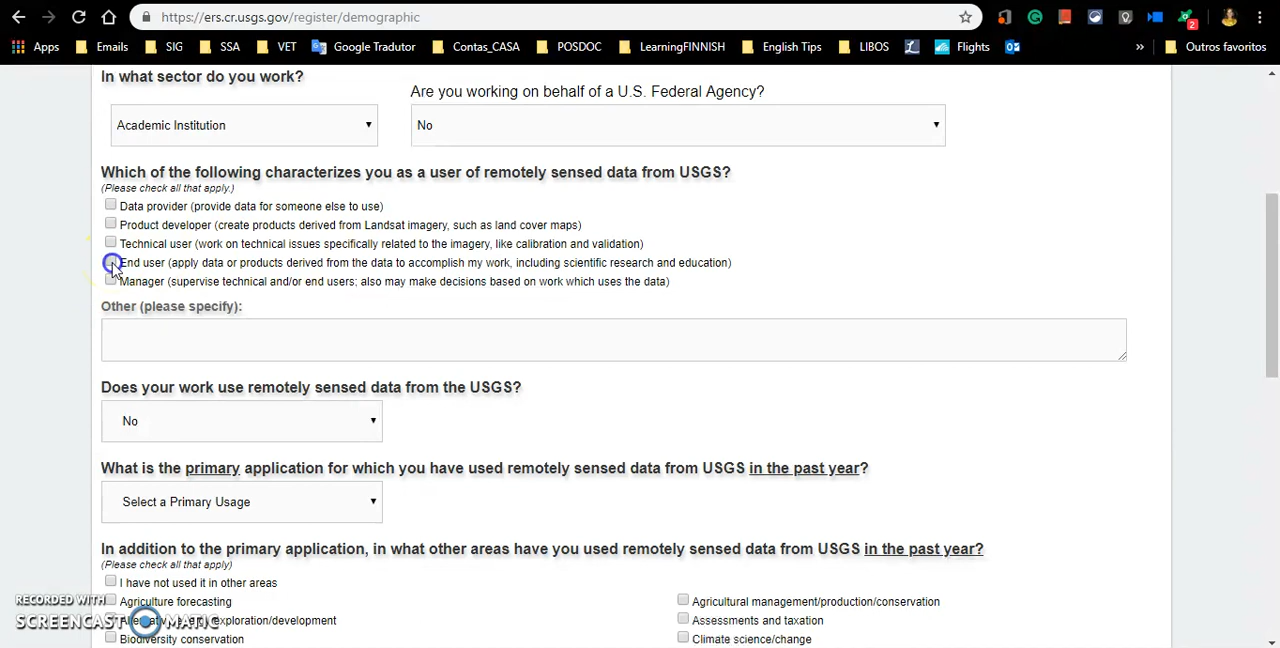 https://ers.cr.usgs.gov/register/demographic
2
Apps Emails SIG SSA VET Google Tradutor Contas_CASA POSDOC LearningFINNISH English Tips LIBOS Flights » Outros favoritos
In what sector do you work?
Are you working on behalf of a U.S. Federal Agency?
Academic Institution No
Which of the following characterizes you as a user of remotely sensed data from USGS?
(Please check all that apply.)
Data provider (provide data for someone else to use)
Product developer (create products derived from Landsat imagery, such as land cover maps)
Technical user (work on technical issues specifically related to the imagery, like calibration and validation)
End user (apply data or products derived from the data to accomplish my work, including scientific research and education)
Manager (supervise technical and/or end users; also may make decisions based on work which uses the data)
Other (please specify):
Does your work use remotely sensed data from the USGS?
No
What is the primary application for which you have used remotely sensed data from USGS in the past year?
Select a Primary Usage
In addition to the primary application, in what other areas have you used remotely sensed data from USGS in the past year?
(Please check all that apply)
I have not used it in other areas
Agriculture forecasting Agricultural management/production/conservation
exploration/development Assessments and taxation
Biodiversity conservation Climate science/change
RECORDED WITH
SCREENCAST MATIC